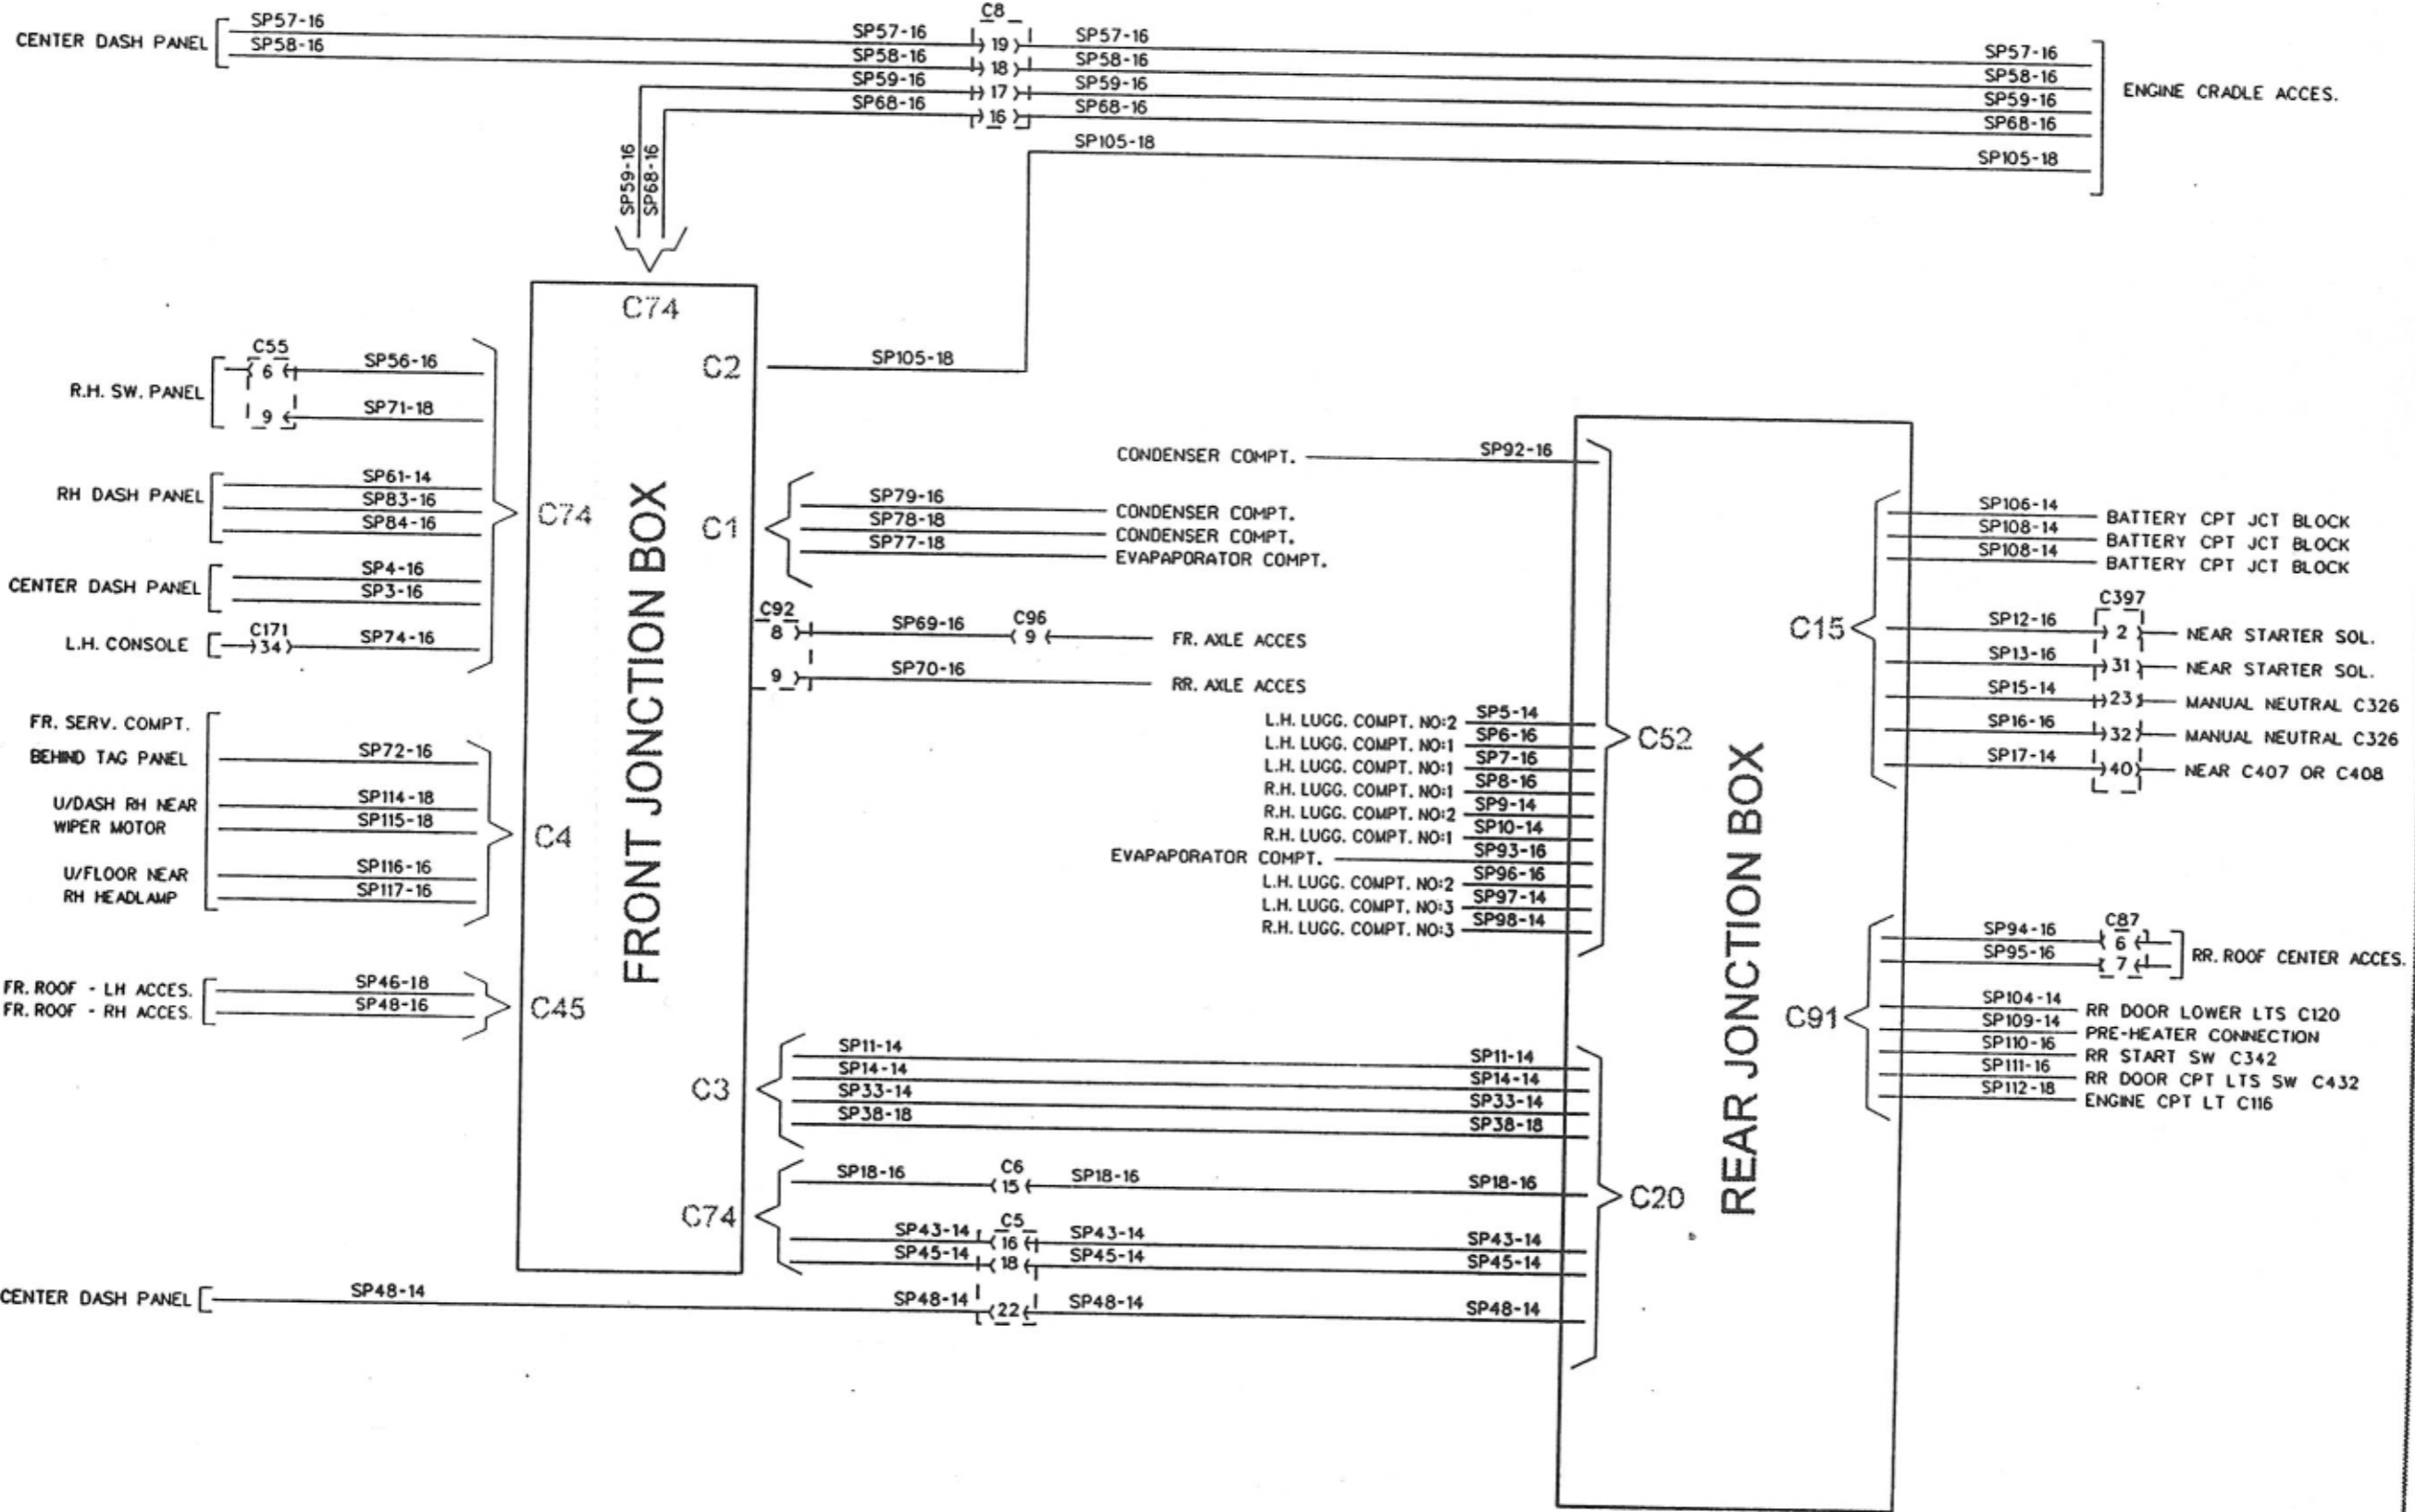 C8
CENTER DASH PANEL
SP57-16 SP57-16 19 SP57-16 SP57-16
SP58-16 SP58-16 18 SP58-16 SP58-16
SP59-16 17 SP59-16 SP59-16
SP68-16 16 SP68-16 SP68-16
SP105-18 SP105-18
ENGINE CRADLE ACCES.
SP59-16
SP68-16
C74
C2 SP105-18
FRONT JONCTION BOX
R.H. SW. PANEL
C55
6 SP56-16
9 SP71-18
RH DASH PANEL
SP61-14
SP83-16
SP84-16
C74
CENTER DASH PANEL
SP4-16
SP3-16
L.H. CONSOLE C171 34 SP74-16
FR. SERV. COMPT.
BEHIND TAG PANEL SP72-16
U/DASH RH NEAR SP114-18
WIPER MOTOR SP115-18
C4
U/FLOOR NEAR SP116-16
RH HEADLAMP SP117-16
FR. ROOF - LH ACCES. SP46-18
FR. ROOF - RH ACCES. SP48-16
C45
C1
SP79-16 CONDENSER COMPT.
SP78-18 CONDENSER COMPT.
SP77-18 EVAPAPORATOR COMPT.
C92
8 SP69-16 C96 9 FR. AXLE ACCES
9 SP70-16 RR. AXLE ACCES
CONDENSER COMPT. SP92-16
L.H. LUGG. COMPT. NO:2 SP5-14
L.H. LUGG. COMPT. NO:1 SP6-16
L.H. LUGG. COMPT. NO:1 SP7-16
R.H. LUGG. COMPT. NO:1 SP8-16
R.H. LUGG. COMPT. NO:2 SP9-14
R.H. LUGG. COMPT. NO:1 SP10-14
EVAPAPORATOR COMPT. SP93-16
L.H. LUGG. COMPT. NO:2 SP96-16
L.H. LUGG. COMPT. NO:3 SP97-14
R.H. LUGG. COMPT. NO:3 SP98-14
C52
REAR JONCTION BOX
C3
SP11-14 SP11-14
SP14-14 SP14-14
SP33-14 SP33-14
SP38-18 SP38-18
C74
SP18-16 C6 15 SP18-16 SP18-16
C5
SP43-14 16 SP43-14 SP43-14
SP45-14 18 SP45-14 SP45-14
C20
CENTER DASH PANEL SP48-14 SP48-14 22 SP48-14 SP48-14
C15
SP106-14 BATTERY CPT JCT BLOCK
SP108-14 BATTERY CPT JCT BLOCK
SP108-14 BATTERY CPT JCT BLOCK
C397
SP12-16 2 NEAR STARTER SOL.
SP13-16 31 NEAR STARTER SOL.
SP15-14 23 MANUAL NEUTRAL C326
SP16-16 32 MANUAL NEUTRAL C326
SP17-14 40 NEAR C407 OR C408
C91
C87
SP94-16 6
SP95-16 7
RR. ROOF CENTER ACCES.
SP104-14 RR DOOR LOWER LTS C120
SP109-14 PRE-HEATER CONNECTION
SP110-16 RR START SW C342
SP111-16 RR DOOR CPT LTS SW C432
SP112-18 ENGINE CPT LT C116